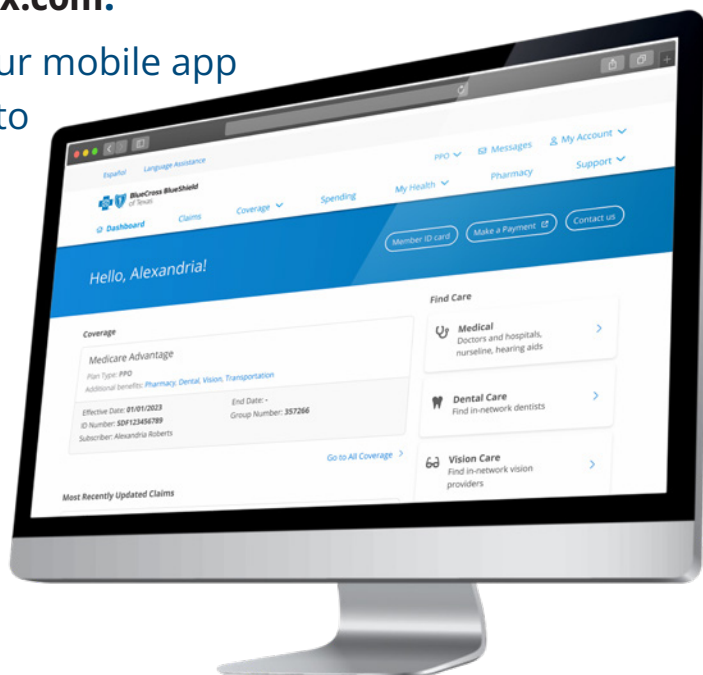 x.com.
ur mobile app
to
Español Language Assistance
PPO Messages My Account
BlueCross BlueShield
of Texas
Dashboard Claims Coverage Spending My Health Pharmacy Support
Hello, Alexandria!
Member ID card Make a Payment Contact us
Coverage
Medicare Advantage
Plan Type: PPO
Additional benefits: Pharmacy, Dental, Vision, Transportation
Effective Date: 01/01/2023 End Date: -
ID Number: SDF123456789 Group Number: 357266
Subscriber: Alexandria Roberts
Go to All Coverage
Most Recently Updated Claims
Find Care
Medical
Doctors and hospitals,
nurseline, hearing aids
Dental Care
Find in-network dentists
Vision Care
Find in-network vision
providers